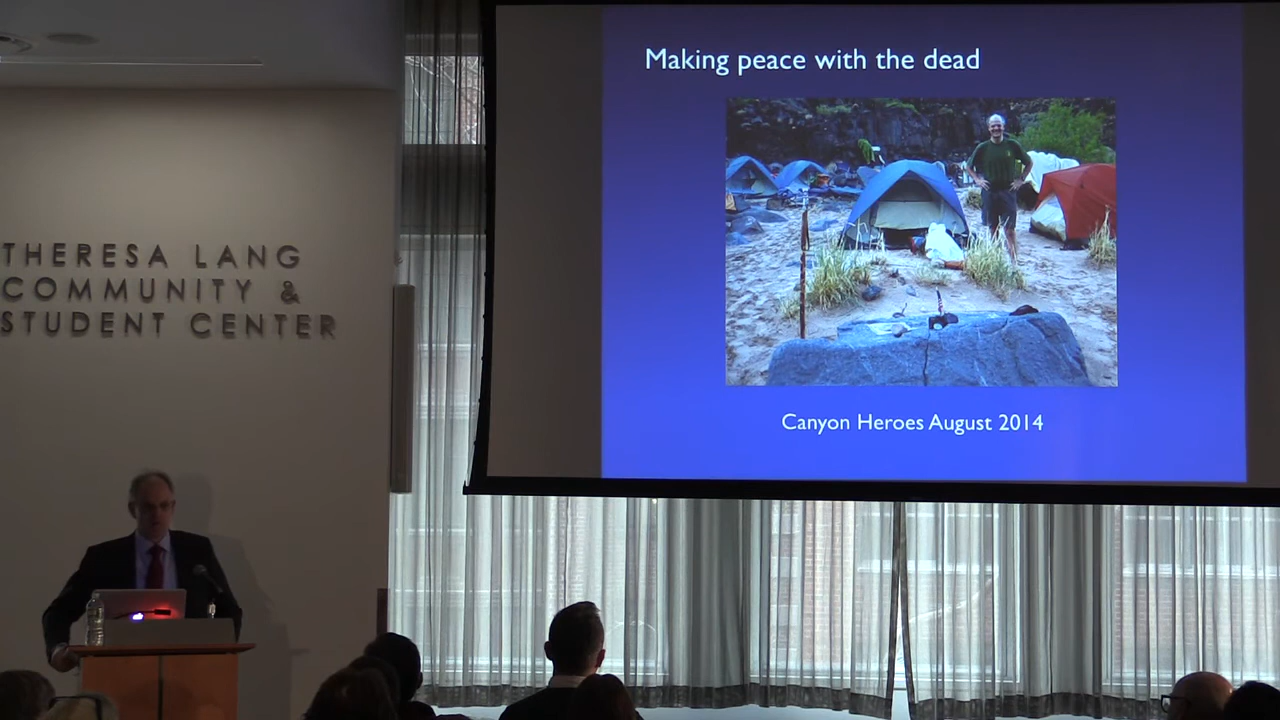 THERESA LANG
COMMUNITY &
STUDENT CENTER
Making peace with the dead
Canyon Heroes August 2014